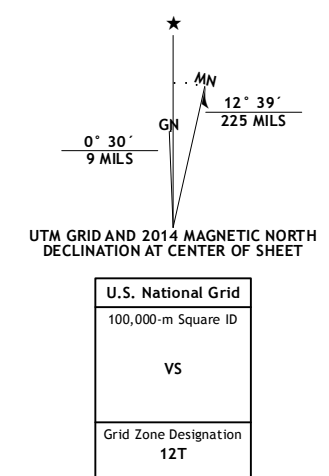 ★
MN
12° 39´
225 MILS
GN
0° 30´
9 MILS
UTM GRID AND 2014 MAGNETIC NORTH
DECLINATION AT CENTER OF SHEET
U.S. National Grid
100,000-m Square ID
VS
Grid Zone Designation
12T